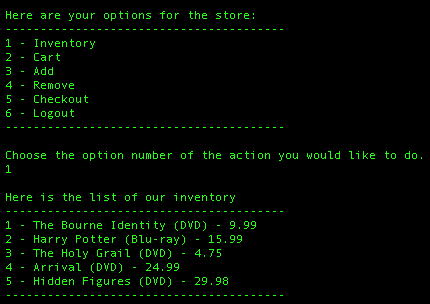 Here are your options for the store:
----------------------------------------
1 - Inventory
2 - Cart
3 - Add
4 - Remove
5 - Checkout
6 - Logout
----------------------------------------
Choose the option number of the action you would like to do.
1
Here is the list of our inventory
----------------------------------------
1 - The Bourne Identity (DVD) - 9.99
2 - Harry Potter (Blu-ray) - 15.99
3 - The Holy Grail (DVD) - 4.75
4 - Arrival (DVD) - 24.99
5 - Hidden Figures (DVD) - 29.98
----------------------------------------